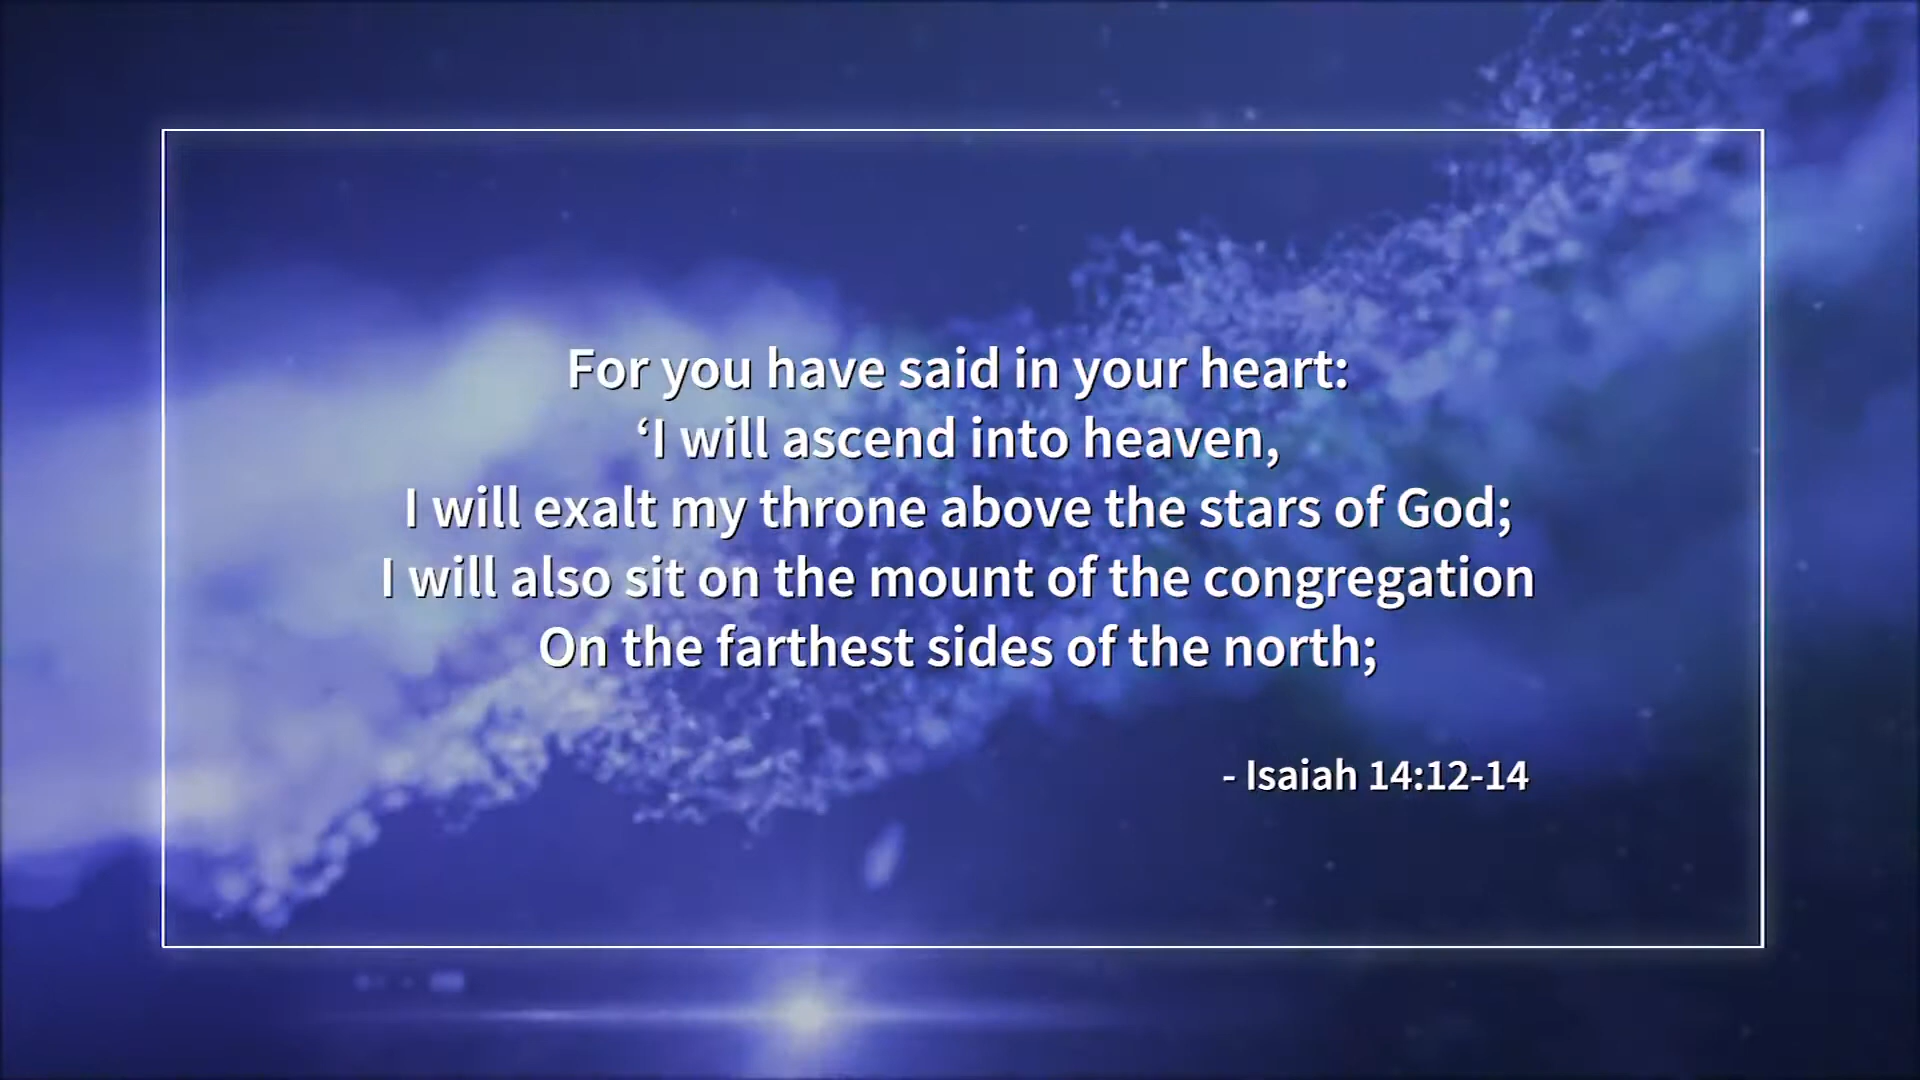 For you have said in your heart:
‘I will ascend into heaven,
I will exalt my throne above the stars of God;
I will also sit on the mount of the congregation
On the farthest sides of the north;
- Isaiah 14:12-14